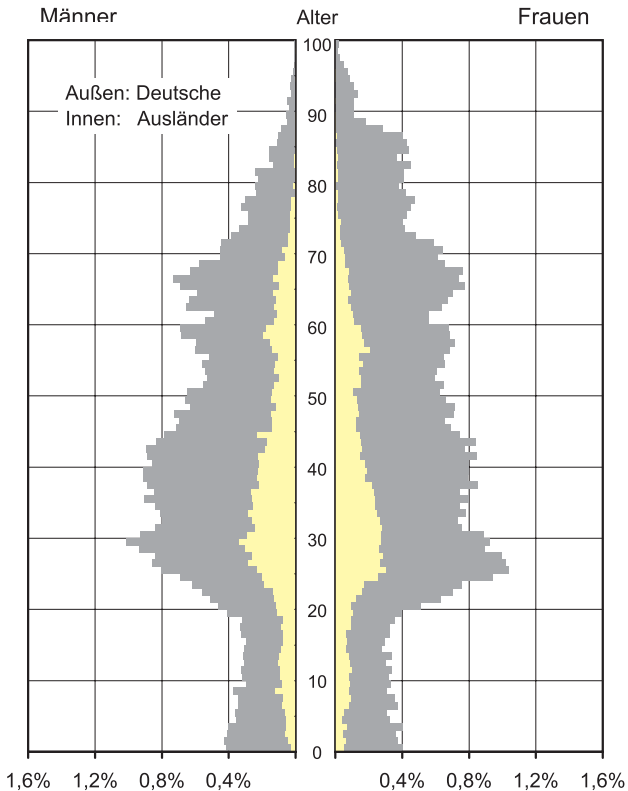 Männer Alter Frauen
Außen: Deutsche
Innen: Ausländer
100
90
80
70
60
50
40
30
20
10
0
1,6% 1,2% 0,8% 0,4% 0,4% 0,8% 1,2% 1,6%